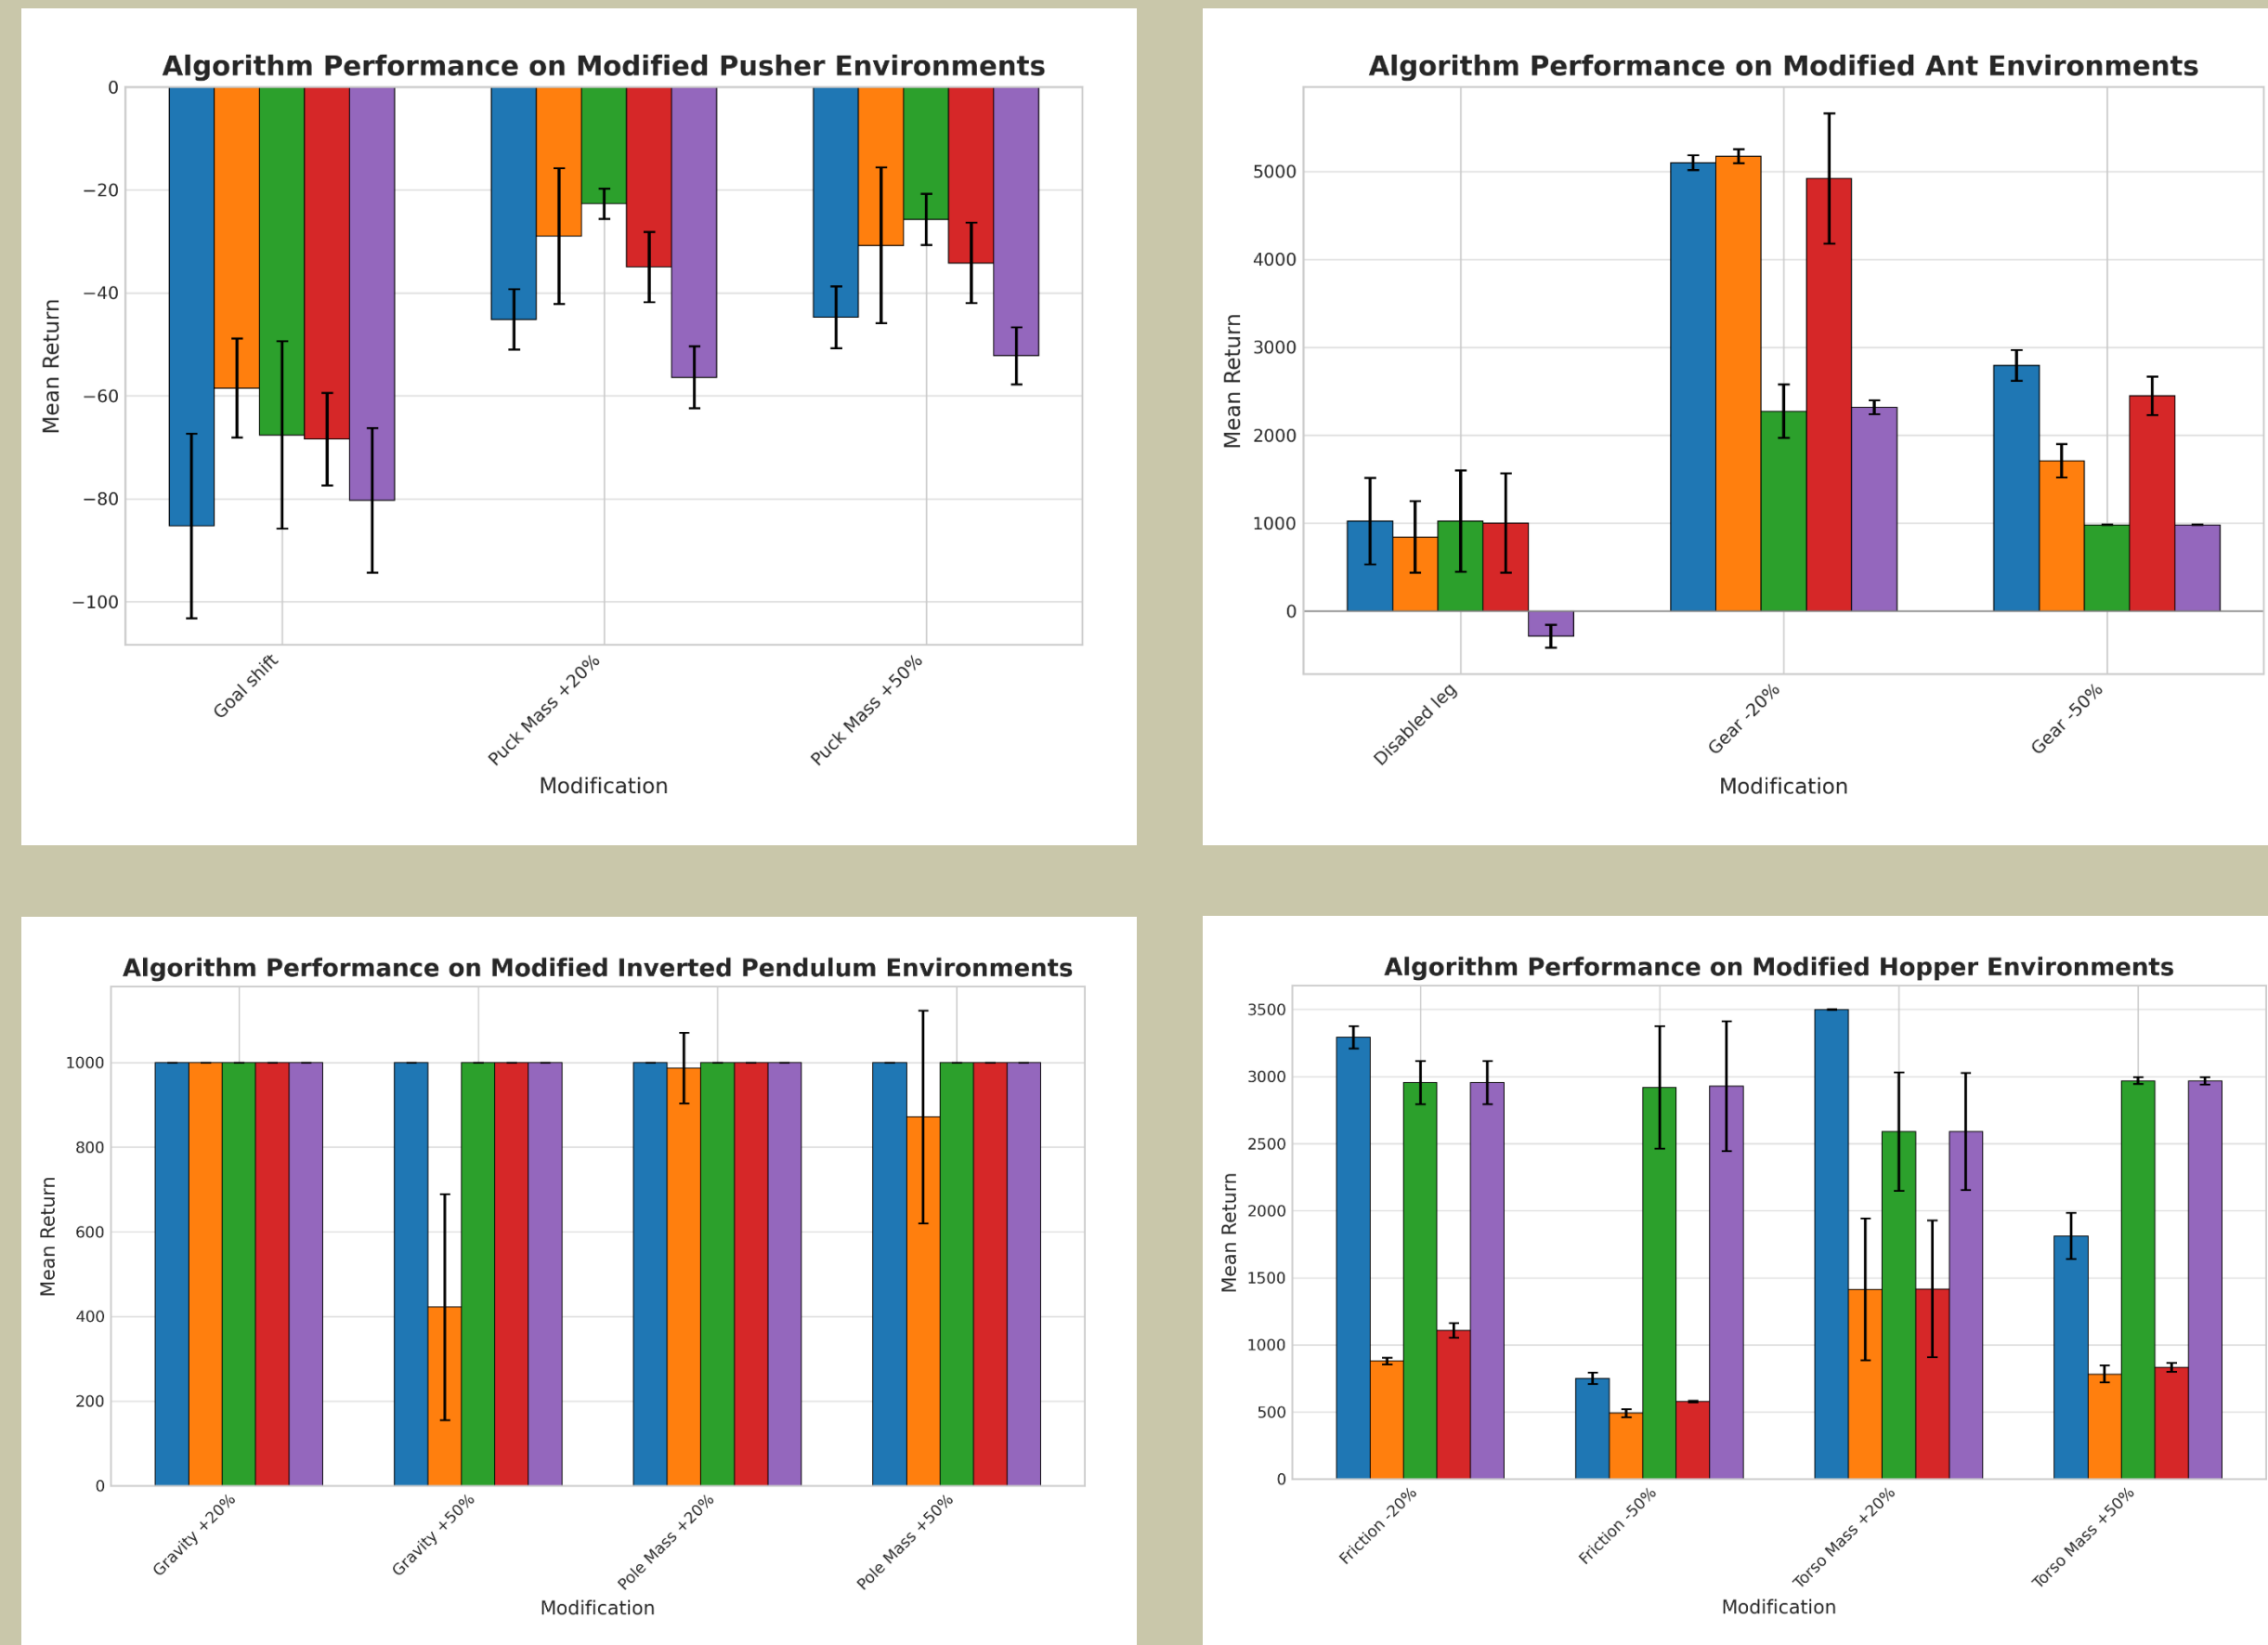 Algorithm Performance on Modified Pusher Environments
Mean Return
0
−20
−40
−60
−80
−100
Goal shift
Puck Mass +20%
Puck Mass +50%
Modification
Algorithm Performance on Modified Ant Environments
Mean Return
5000
4000
3000
2000
1000
0
Disabled leg
Gear -20%
Gear -50%
Modification
Algorithm Performance on Modified Inverted Pendulum Environments
Mean Return
1000
800
600
400
200
0
Gravity +20%
Gravity +50%
Pole Mass +20%
Pole Mass +50%
Modification
Algorithm Performance on Modified Hopper Environments
Mean Return
3500
3000
2500
2000
1500
1000
500
0
Friction -20%
Friction -50%
Torso Mass +20%
Torso Mass +50%
Modification